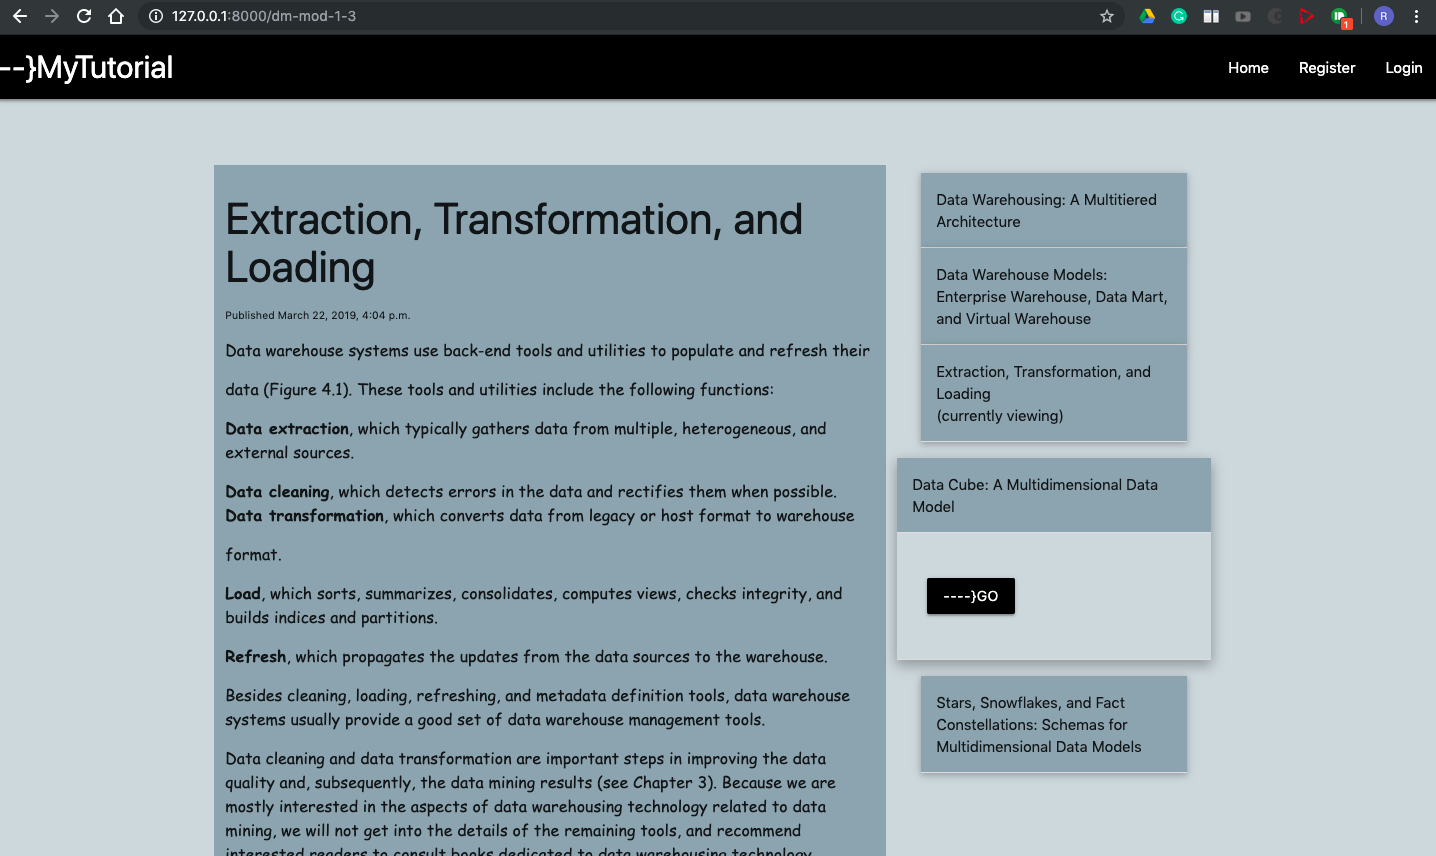 127.0.0.1:8000/dm-mod-1-3
1
R
--}MyTutorial
Home
Register
Login
Extraction, Transformation, and
Loading
Published March 22, 2019, 4:04 p.m.
Data warehouse systems use back-end tools and utilities to populate and refresh their
data (Figure 4.1). These tools and utilities include the following functions:
Data extraction, which typically gathers data from multiple, heterogeneous, and
external sources.
Data cleaning, which detects errors in the data and rectifies them when possible.
Data transformation, which converts data from legacy or host format to warehouse
format.
Load, which sorts, summarizes, consolidates, computes views, checks integrity, and
builds indices and partitions.
Refresh, which propagates the updates from the data sources to the warehouse.
Besides cleaning, loading, refreshing, and metadata definition tools, data warehouse
systems usually provide a good set of data warehouse management tools.
Data cleaning and data transformation are important steps in improving the data
quality and, subsequently, the data mining results (see Chapter 3). Because we are
mostly interested in the aspects of data warehousing technology related to data
mining, we will not get into the details of the remaining tools, and recommend
interested readers to consult books dedicated to data warehousing technology.
Data Warehousing: A Multitiered
Architecture
Data Warehouse Models:
Enterprise Warehouse, Data Mart,
and Virtual Warehouse
Extraction, Transformation, and
Loading
(currently viewing)
Data Cube: A Multidimensional Data
Model
----}GO
Stars, Snowflakes, and Fact
Constellations: Schemas for
Multidimensional Data Models